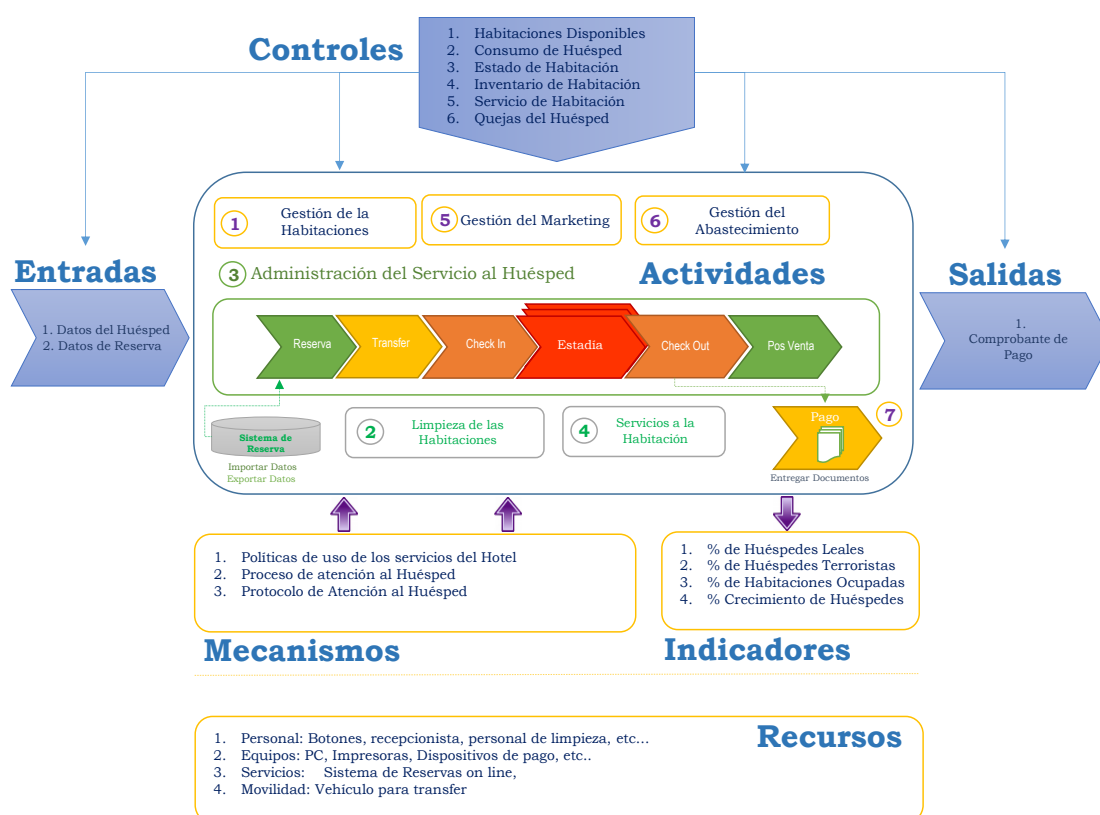 Controles
1. Habitaciones Disponibles
2. Consumo de Huésped
3. Estado de Habitación
4. Inventario de Habitación
5. Servicio de Habitación
6. Quejas del Huésped
Entradas
1. Datos del Huésped
2. Datos de Reserva
1 Gestión de la
Habitaciones
5 Gestión del Marketing
6 Gestión del
Abastecimiento
3 Administración del Servicio al Huésped
Actividades
Reserva
Transfer
Check In
Estadía
Check Out
Pos Venta
Sistema de
Reserva
Importar Datos
Exportar Datos
2 Limpieza de las
Habitaciones
4 Servicios a la
Habitación
Pago
7
Entregar Documentos
Salidas
1.
Comprobante de
Pago
1. Políticas de uso de los servicios del Hotel
2. Proceso de atención al Huésped
3. Protocolo de Atención al Huésped
Mecanismos
1. % de Huéspedes Leales
2. % de Huéspedes Terroristas
3. % de Habitaciones Ocupadas
4. % Crecimiento de Huéspedes
Indicadores
Recursos
1. Personal: Botones, recepcionista, personal de limpieza, etc...
2. Equipos: PC, Impresoras, Dispositivos de pago, etc..
3. Servicios: Sistema de Reservas on line,
4. Movilidad: Vehículo para transfer